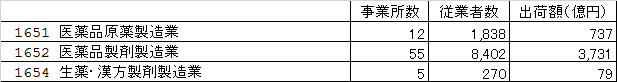 事業所数 従業者数 出荷額(億円)
1651 医薬品原薬製造業 12 1,838 737
1652 医薬品製剤製造業 55 8,402 3,731
1654 生薬・漢方製剤製造業 5 270 79